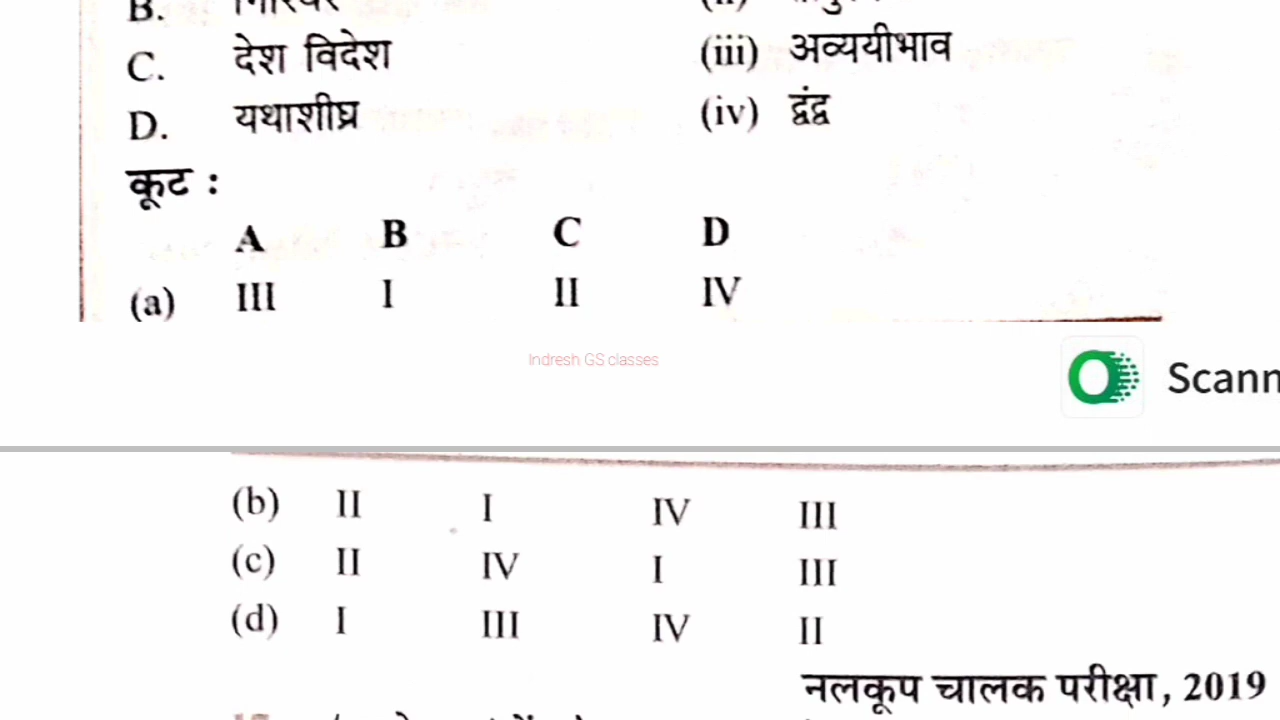 B.
C. देश विदेश (iii) अव्ययीभाव
D. यथाशीघ्र (iv) द्वंद्व
कूट :
A B C D
(a) III I II IV
Indresh GS classes
Scann
(b) II I IV III
(c) II IV I III
(d) I III IV II
नलकूप चालक परीक्षा, 2019